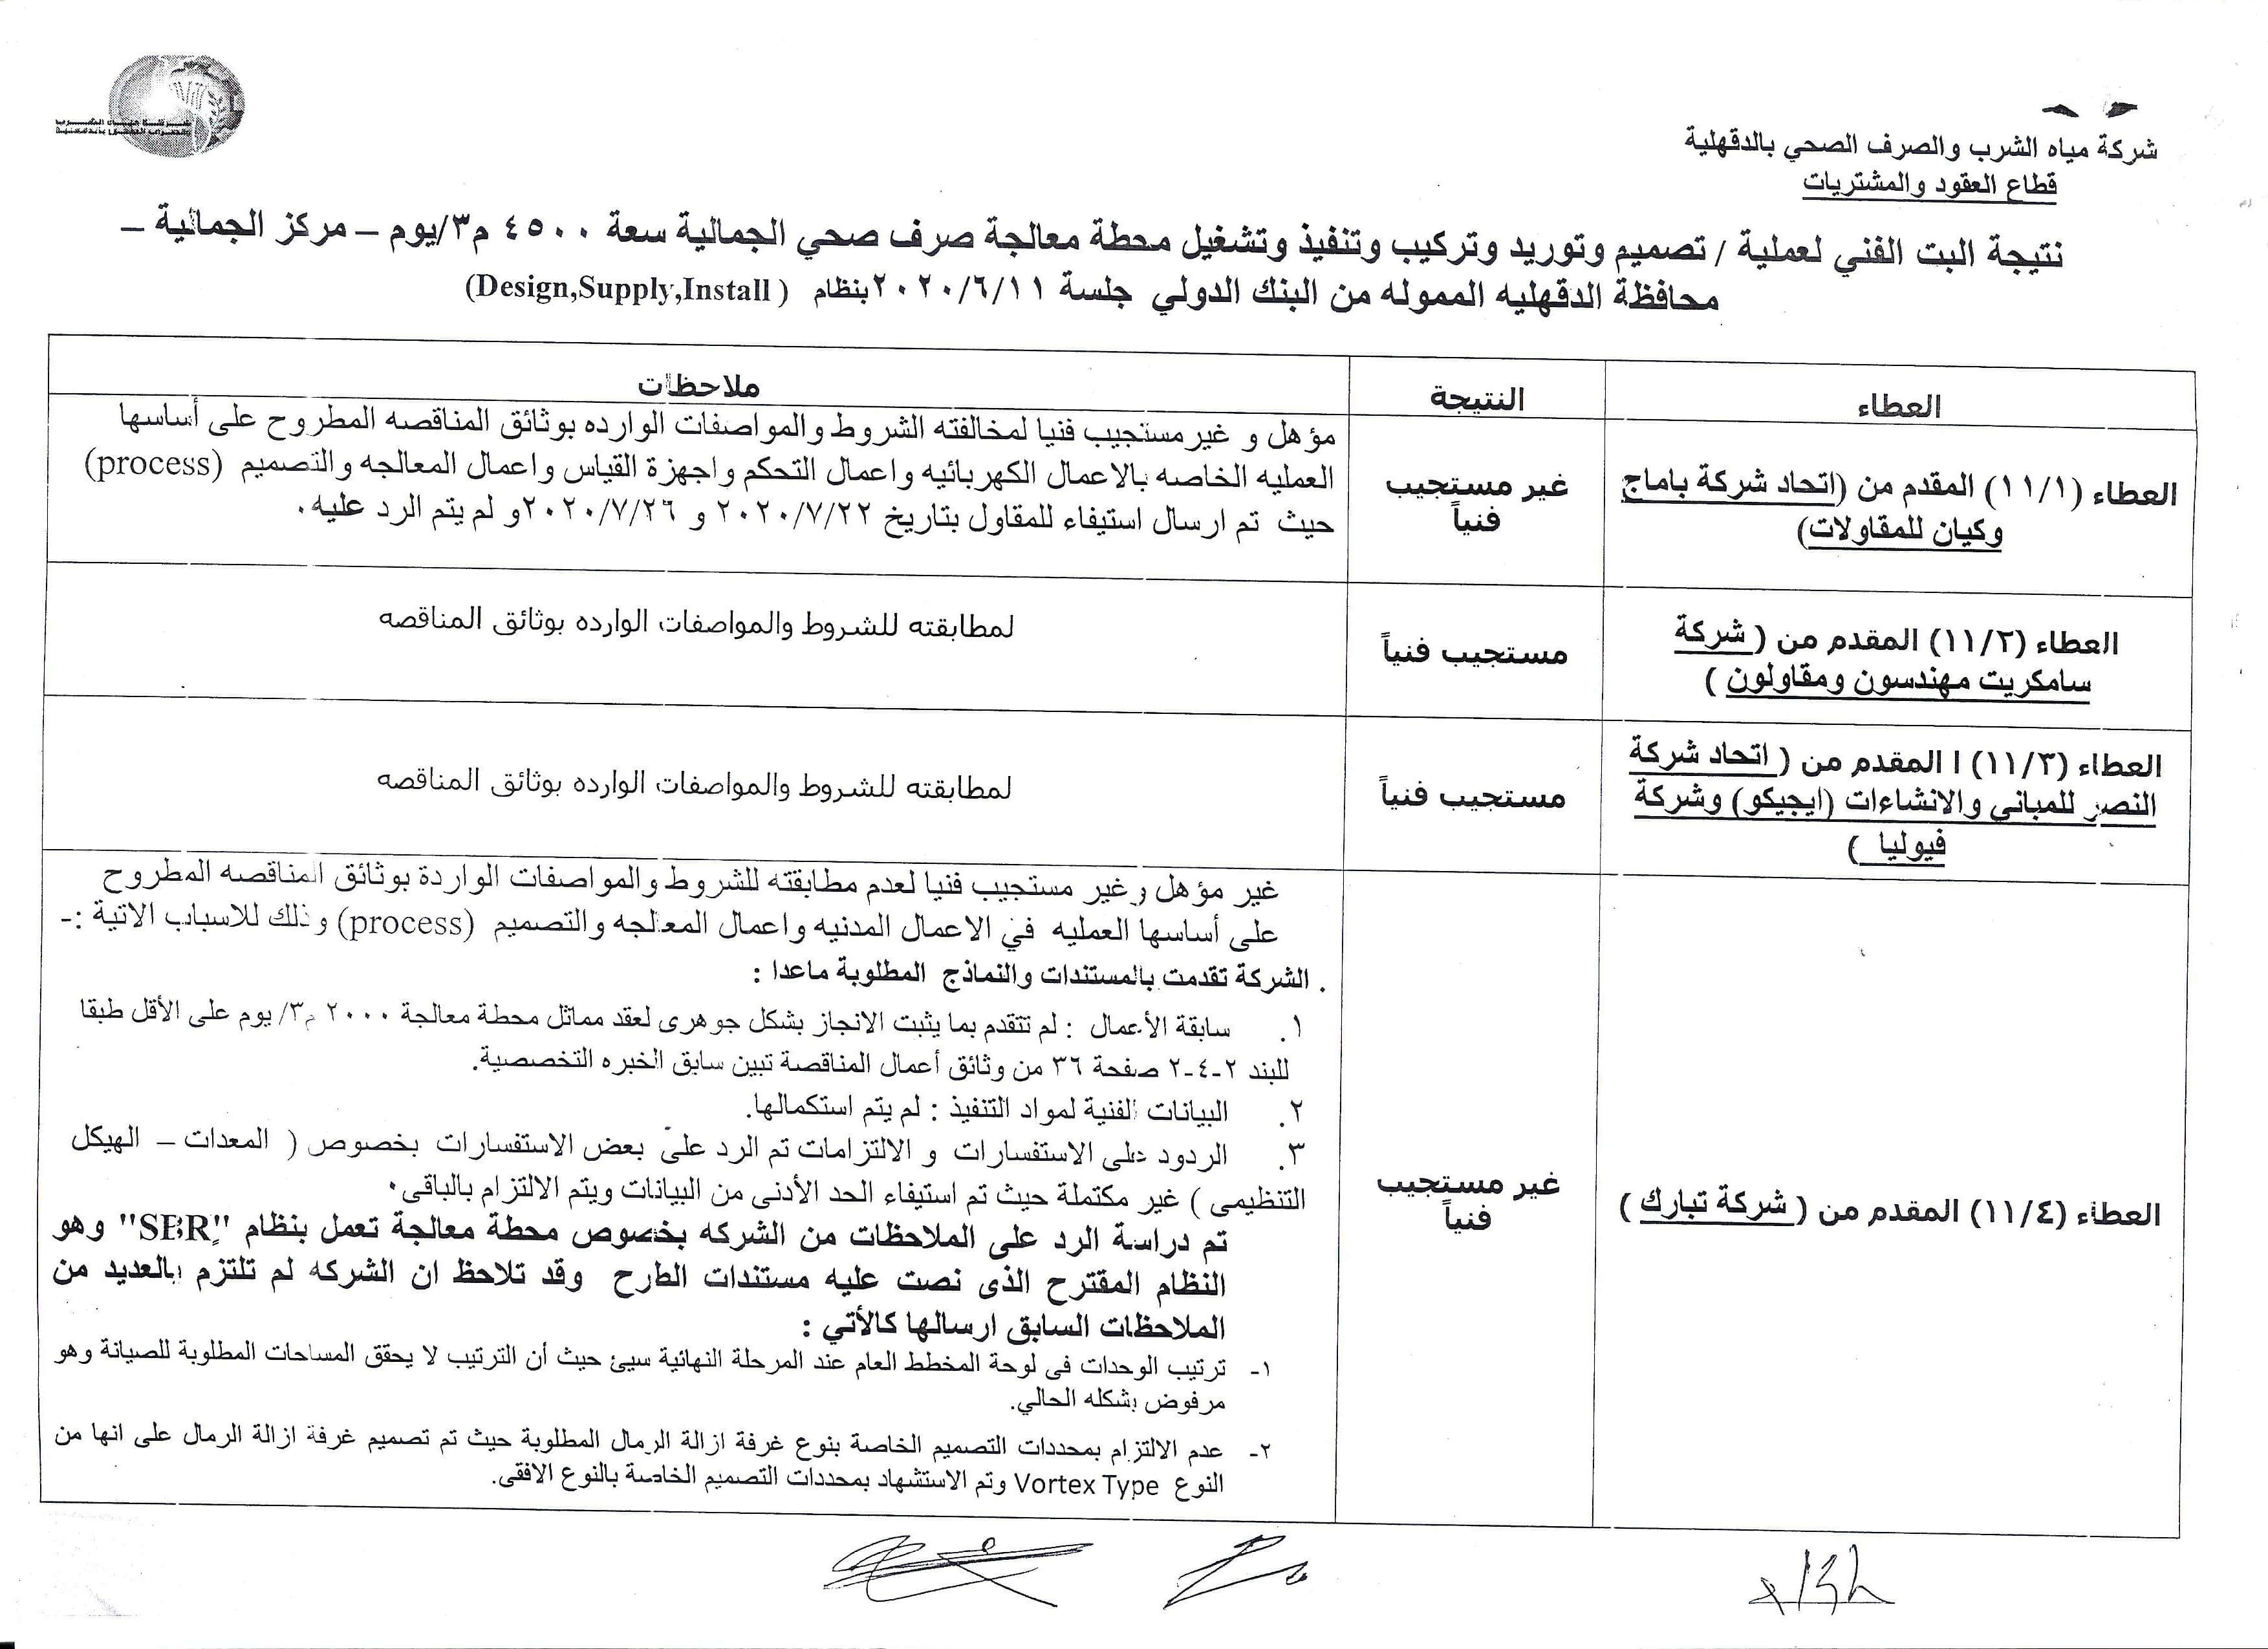 شركة مياه الشرب والصرف الصحي بالدقهلية
قطاع العقود والمشتريات
نتيجة البت الفني لعملية / تصميم وتوريد وتركيب وتنفيذ وتشغيل محطة معالجة صرف صحي الجمالية سعة ٤٥٠٠ م٣/يوم – مركز الجمالية –
محافظة الدقهليه الممولة من البنك الدولي جلسة ٢٠٢٠/٦/١١ بنظام (Design,Supply,Install)
العطاء
النتيجة
ملاحظات
العطاء (١١/١) المقدم من (اتحاد شركة باماج
وكيان للمقاولات)
غير مستجيب
فنياً
مؤهل و غير مستجيب فنيا لمخالفته الشروط والمواصفات الوارده بوثائق المناقصه المطروح على أساسها
العمليه الخاصه بالاعمال الكهربائيه واعمال التحكم واجهزة القياس واعمال المعالجه والتصميم (process)
حيث تم ارسال استيفاء للمقاول بتاريخ ٢٠٢٠/٧/٢٢ و ٢٠٢٠/٧/٢٦ و لم يتم الرد عليه.
العطاء (١١/٢) المقدم من ( شركة
سامكريت مهندسون ومقاولون )
مستجيب فنياً
لمطابقته للشروط والمواصفات الوارده بوثائق المناقصه
العطاء (١١/٣) ا المقدم من ( اتحاد شركة
النصر للمباني والانشاءات (ايجيكو) وشركة
فيوليا )
مستجيب فنياً
لمطابقته للشروط والمواصفات الوارده بوثائق المناقصه
العطاء (١١/٤) المقدم من ( شركة تبارك )
غير مستجيب
فنياً
غير مؤهل وغير مستجيب فنيا لعدم مطابقته للشروط والمواصفات الواردة بوثائق المناقصه المطروح
على أساسها العمليه في الاعمال المدنيه واعمال المعالجه والتصميم (process) وذلك للاسباب الاتية :-
. الشركة تقدمت بالمستندات والنماذج المطلوبة ماعدا :
١. سابقة الأعمال : لم تتقدم بما يثبت الانجاز بشكل جوهرى لعقد مماثل محطة معالجة ٢٠٠٠ م٣/ يوم على الأقل طبقا
للبند ٢-٤-٢ صفحة ٣٦ من وثائق أعمال المناقصة تبين سابق الخبره التخصصية.
٢. البيانات الفنية لمواد التنفيذ : لم يتم استكمالها.
٣. الردود على الاستفسارات و الالتزامات تم الرد على بعض الاستفسارات بخصوص ( المعدات – الهيكل
التنظيمى ) غير مكتملة حيث تم استيفاء الحد الأدنى من البيانات ويتم الالتزام بالباقى.
تم دراسة الرد على الملاحظات من الشركه بخصوص محطة معالجة تعمل بنظام "SBR" وهو
النظام المقترح الذى نصت عليه مستندات الطرح وقد تلاحظ ان الشركه لم تلتزم بالعديد من
الملاحظات السابق ارسالها كالأتي :
١- ترتيب الوحدات فى لوحة المخطط العام عند المرحلة النهائية سيئ حيث أن الترتيب لا يحقق المساحات المطلوبة للصيانة وهو
مرفوض بشكله الحالي.
٢- عدم الالتزام بمحددات التصميم الخاصة بنوع غرفة ازالة الرمال المطلوبة حيث تم تصميم غرفة ازالة الرمال على انها من
النوع Vortex Type وتم الاستشهاد بمحددات التصميم الخاصة بالنوع الافقى.